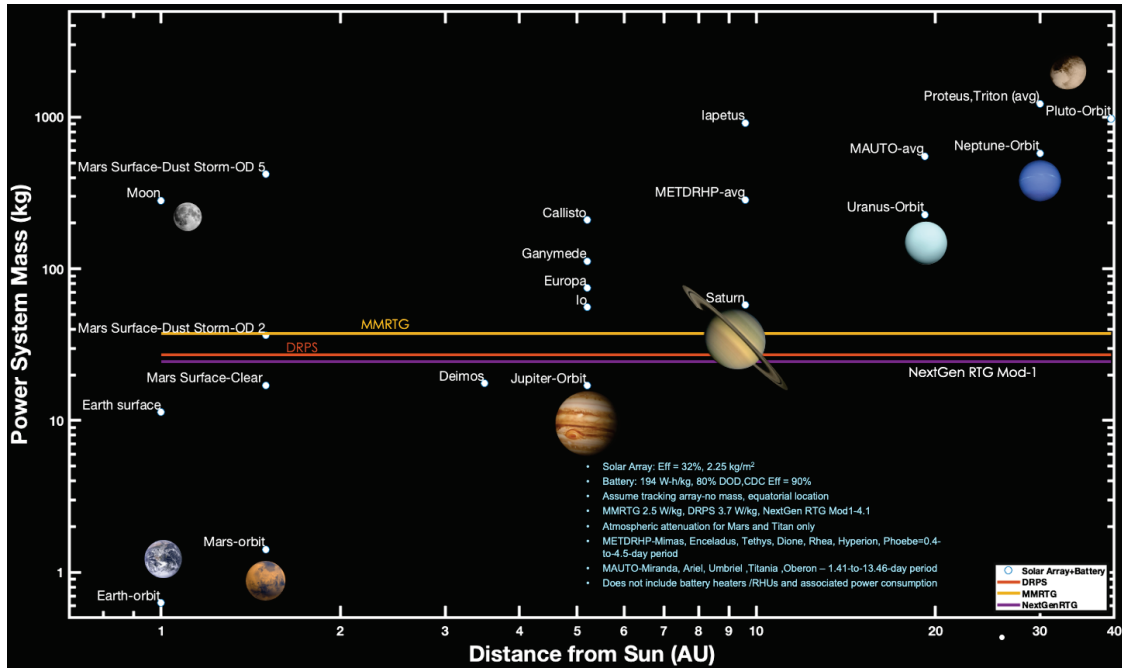 Power System Mass (kg)
1000
100
10
1
Proteus,Triton (avg)
Pluto-Orbit
Iapetus
Neptune-Orbit
MAUTO-avg
Mars Surface-Dust Storm-OD 5
Moon
METDRHP-avg
Uranus-Orbit
Callisto
Ganymede
Europa
Io
Saturn
Mars Surface-Dust Storm-OD 2
MMRTG
DRPS
NextGen RTG Mod-1
Mars Surface-Clear
Deimos
Jupiter-Orbit
Earth surface
Mars-orbit
Earth-orbit
• Solar Array: Eff = 32%, 2.25 kg/m²
• Battery: 194 W-h/kg, 80% DOD,CDC Eff = 90%
• Assume tracking array-no mass, equatorial location
• MMRTG 2.5 W/kg, DRPS 3.7 W/kg, NextGen RTG Mod1-4.1
• Atmospheric attenuation for Mars and Titan only
• METDRHP-Mimas, Enceladus, Tethys, Dione, Rhea, Hyperion, Phoebe=0.4-
to-4.5-day period
• MAUTO-Miranda, Ariel, Umbriel ,Titania ,Oberon – 1.41-to-13.46-day period
• Does not include battery heaters /RHUs and associated power consumption
Solar Array+Battery
DRPS
MMRTG
NextGenRTG
1 2 3 4 5 6 7 8 9 10 20 30 40
Distance from Sun (AU)